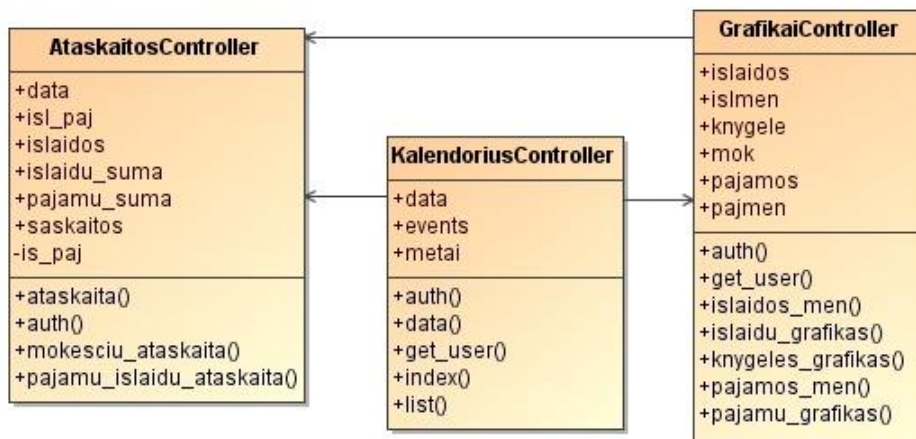 AtaskaitosController
+data
+isl_paj
+islaidos
+islaidu_suma
+pajamu_suma
+saskaitos
-is_paj
+ataskaita()
+auth()
+mokesciu_ataskaita()
+pajamu_islaidu_ataskaita()
KalendoriusController
+data
+events
+metai
+auth()
+data()
+get_user()
+index()
+list()
GrafikaiController
+islaidos
+islmen
+knygele
+mok
+pajamos
+pajmen
+auth()
+get_user()
+islaidos_men()
+islaidu_grafikas()
+knygeles_grafikas()
+pajamos_men()
+pajamu_grafikas()